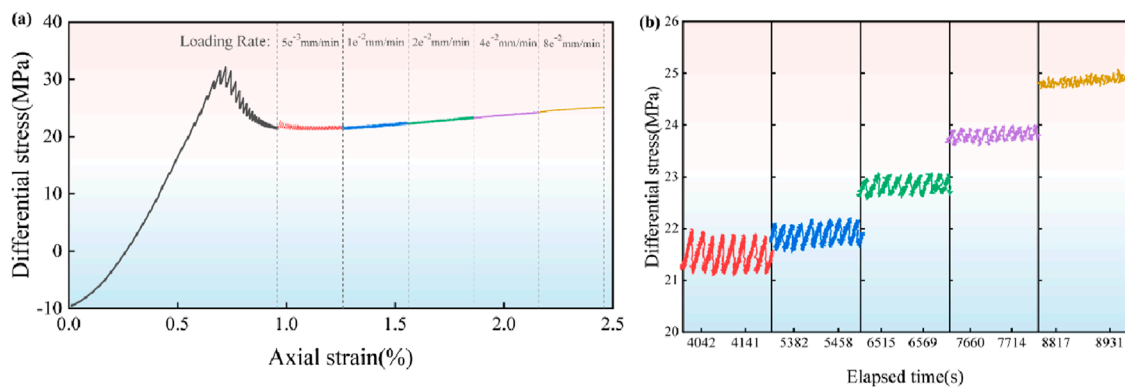 (a)
Loading Rate: 5e⁻³mm/min 1e⁻²mm/min 2e⁻²mm/min 4e⁻²mm/min 8e⁻²mm/min
Differential stress(MPa)
40
30
20
10
0
-10
0.0 0.5 1.0 1.5 2.0 2.5
Axial strain(%)
(b)
Differential stress(MPa)
26
25
24
23
22
21
20
4042 4141 5382 5458 6515 6569 7660 7714 8817 8931
Elapsed time(s)